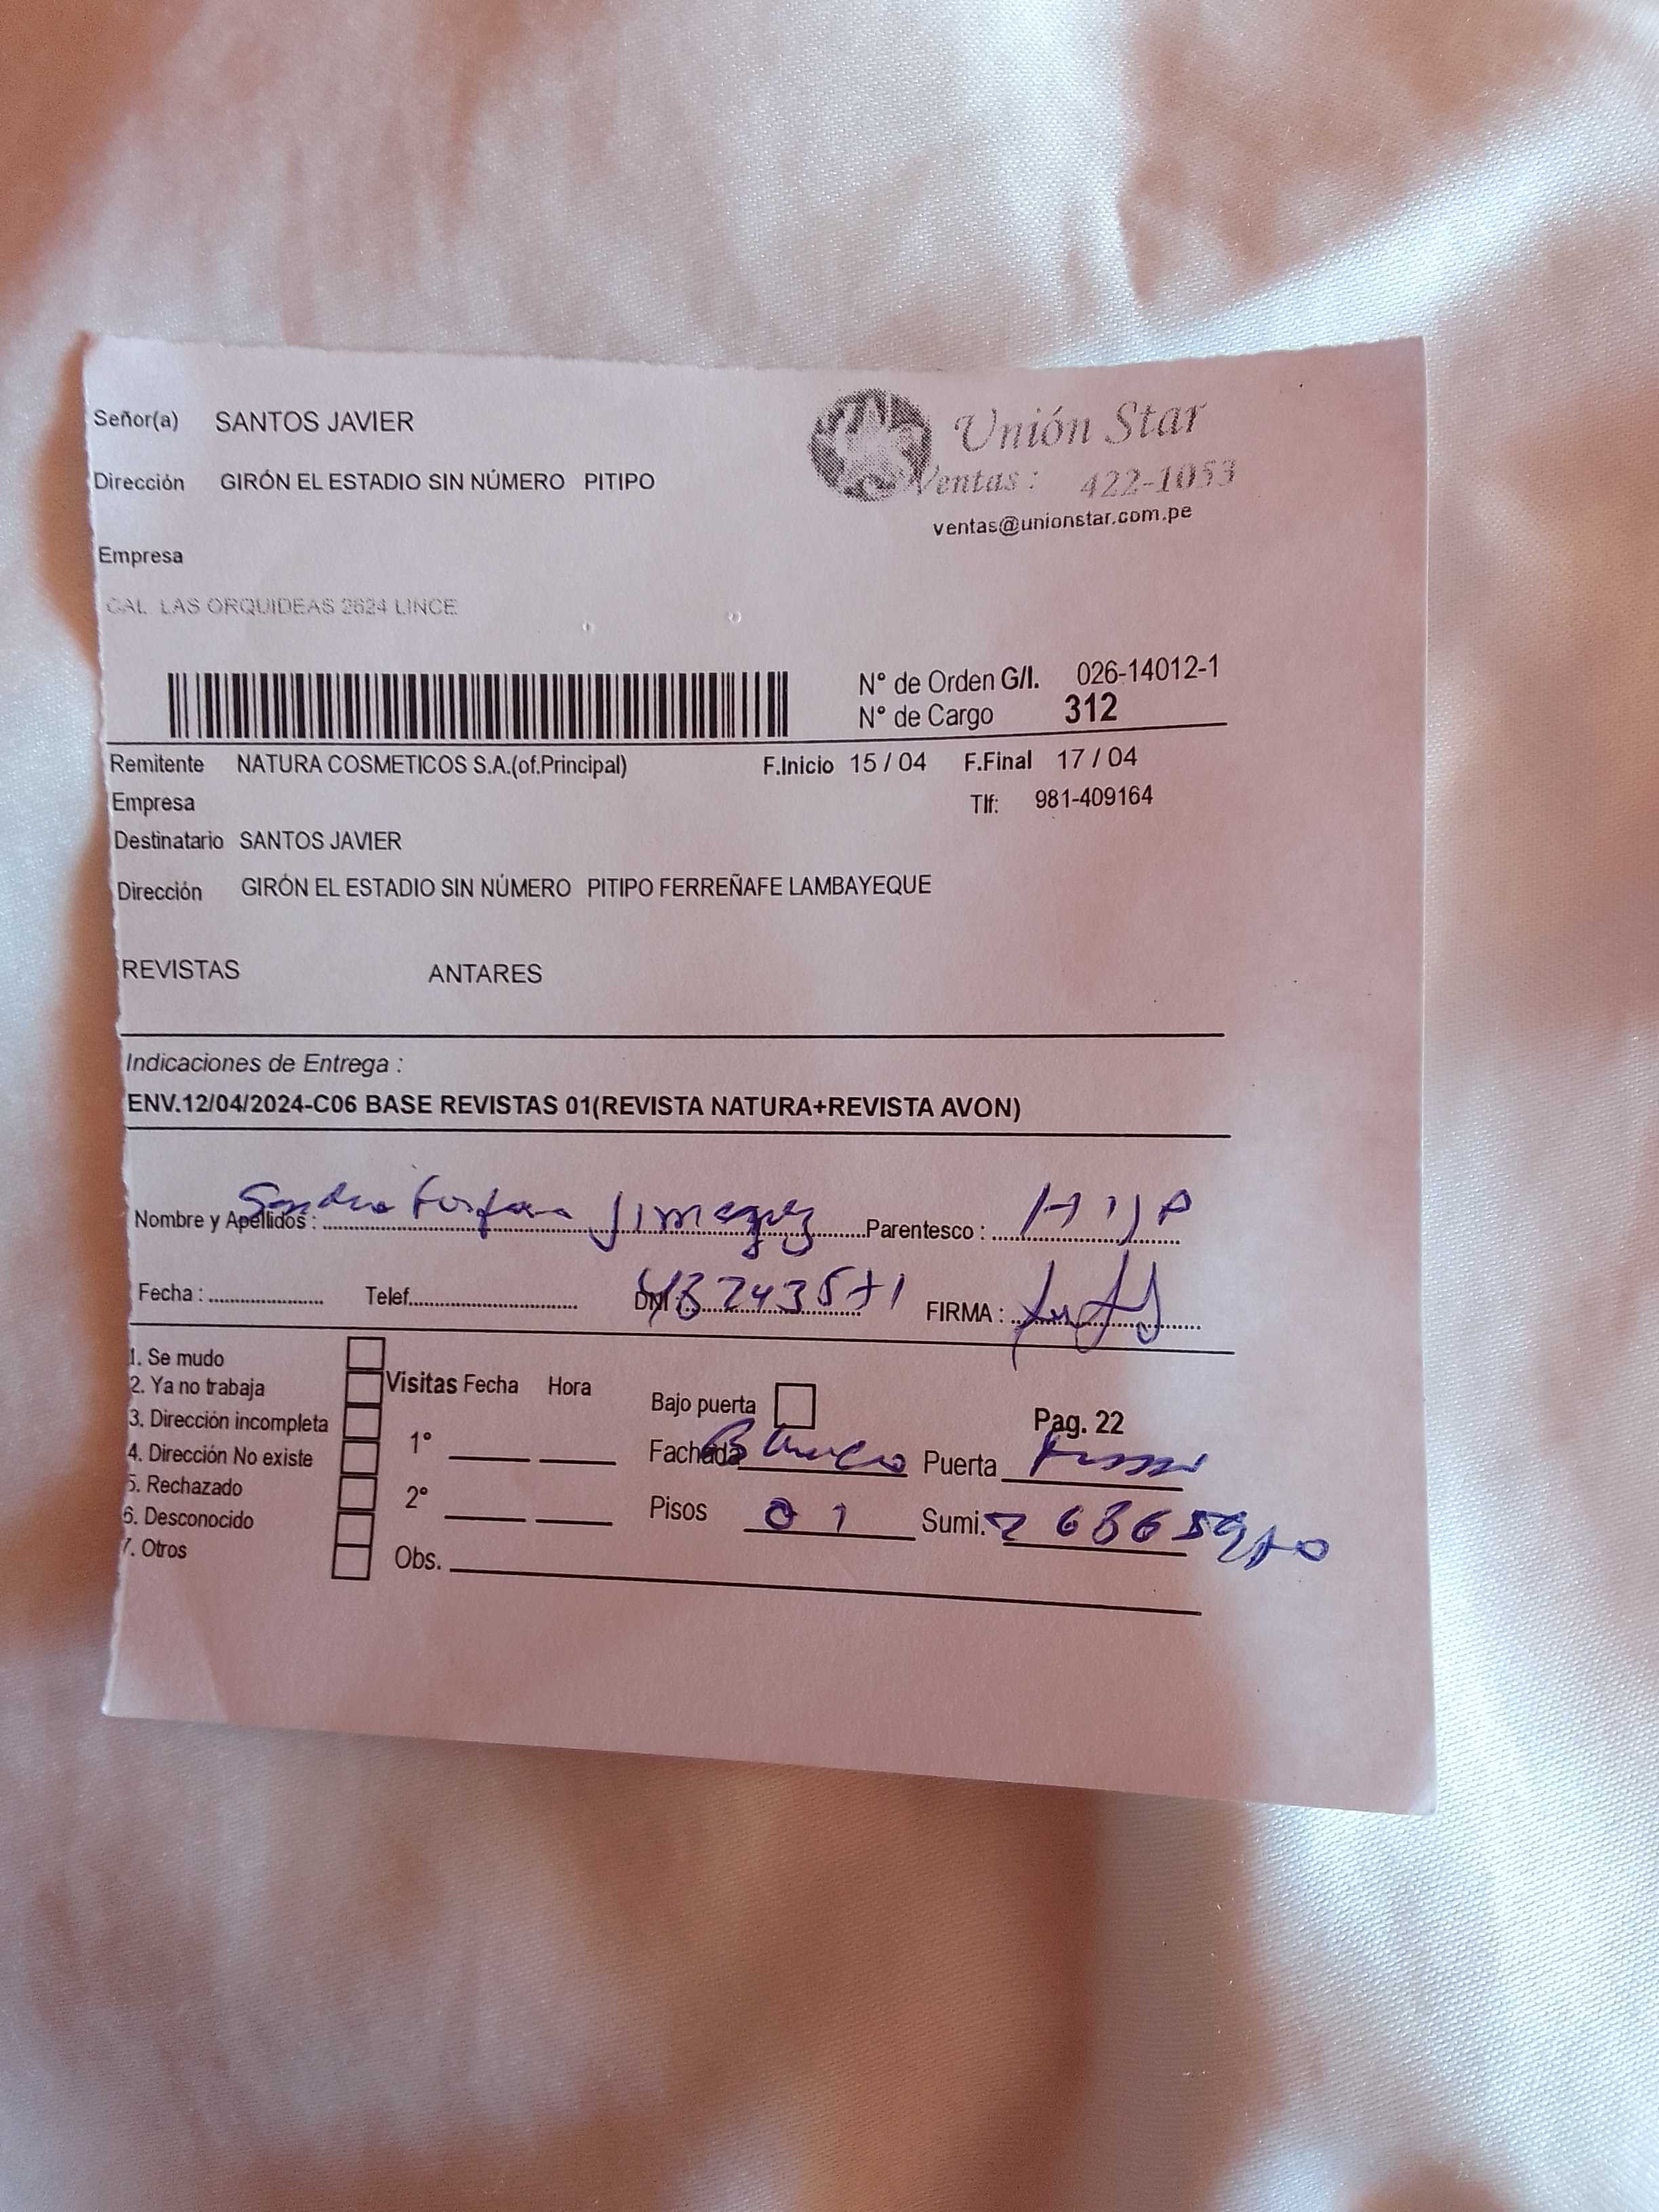 Señor(a) SANTOS JAVIER
Unión Star
Dirección GIRÓN EL ESTADIO SIN NÚMERO PITIPO
Ventas: 422-1053
ventas@unionstar.com.pe
Empresa
CAL LAS ORQUIDEAS 2624 LINCE
N° de Orden G/I. 026-14012-1
N° de Cargo 312
Remitente NATURA COSMETICOS S.A.(of.Principal) F.Inicio 15 / 04 F.Final 17 / 04
Empresa Tlf: 981-409164
Destinatario SANTOS JAVIER
Dirección GIRÓN EL ESTADIO SIN NÚMERO PITIPO FERREÑAFE LAMBAYEQUE
REVISTAS ANTARES
Indicaciones de Entrega :
ENV.12/04/2024-C06 BASE REVISTAS 01(REVISTA NATURA+REVISTA AVON)
Nombre y Apellidos : Sandra Jimenez Parentesco : HIJA
Fecha : Telef. DNI : FIRMA :
1. Se mudo
2. Ya no trabaja Visitas Fecha Hora Bajo puerta
3. Dirección incompleta Pag. 22
4. Dirección No existe 1° Fachada Blanco Puerta
5. Rechazado
6. Desconocido 2° Pisos 01 Sumi.
7. Otros Obs.